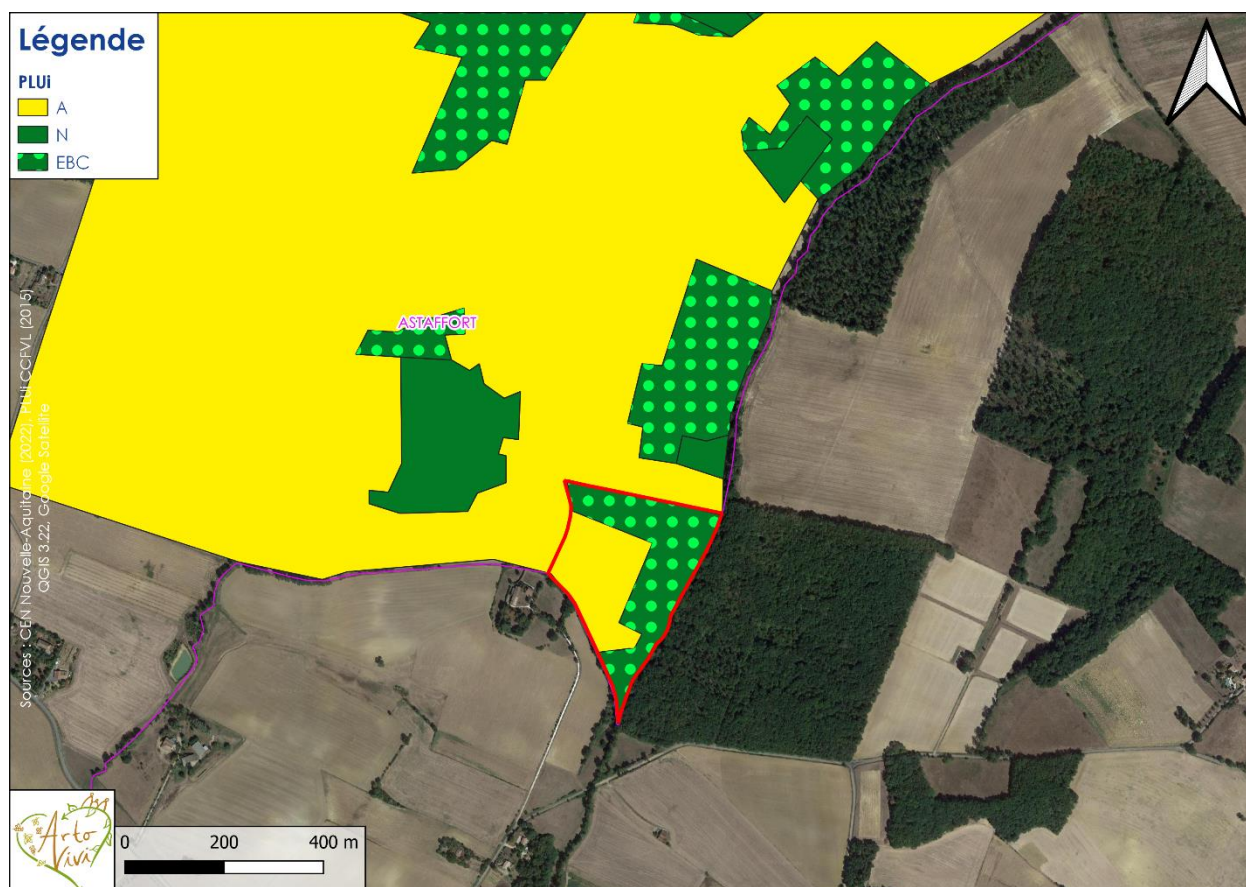 Légende
PLUi
A
N
EBC
ASTAFFORT
Sources : CEN Nouvelle-Aquitaine (2022), PLUi CCFVL (2015)
QGIS 3.22, Google Satellite
Arto
Vivi
0 200 400 m